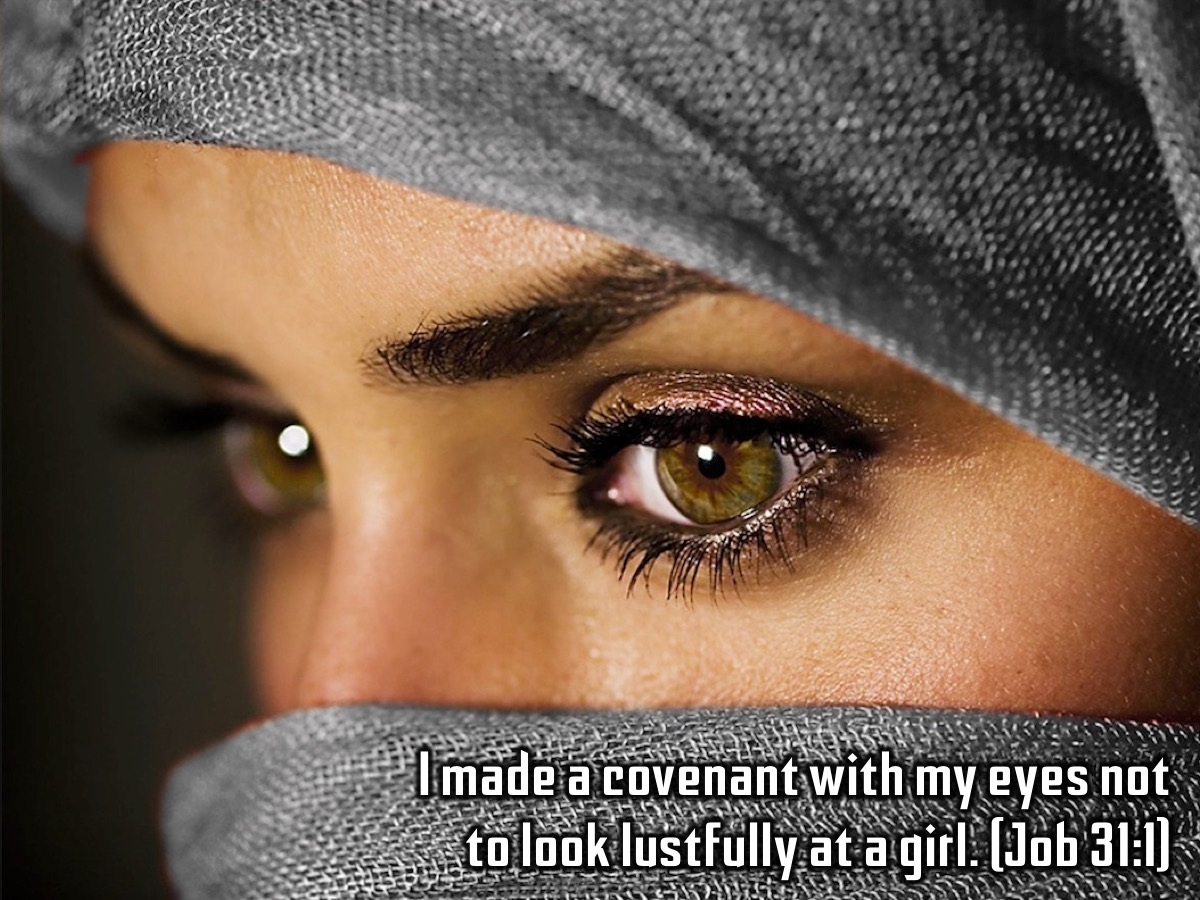 I made a covenant with my eyes not
to look lustfully at a girl. (Job 31:1)